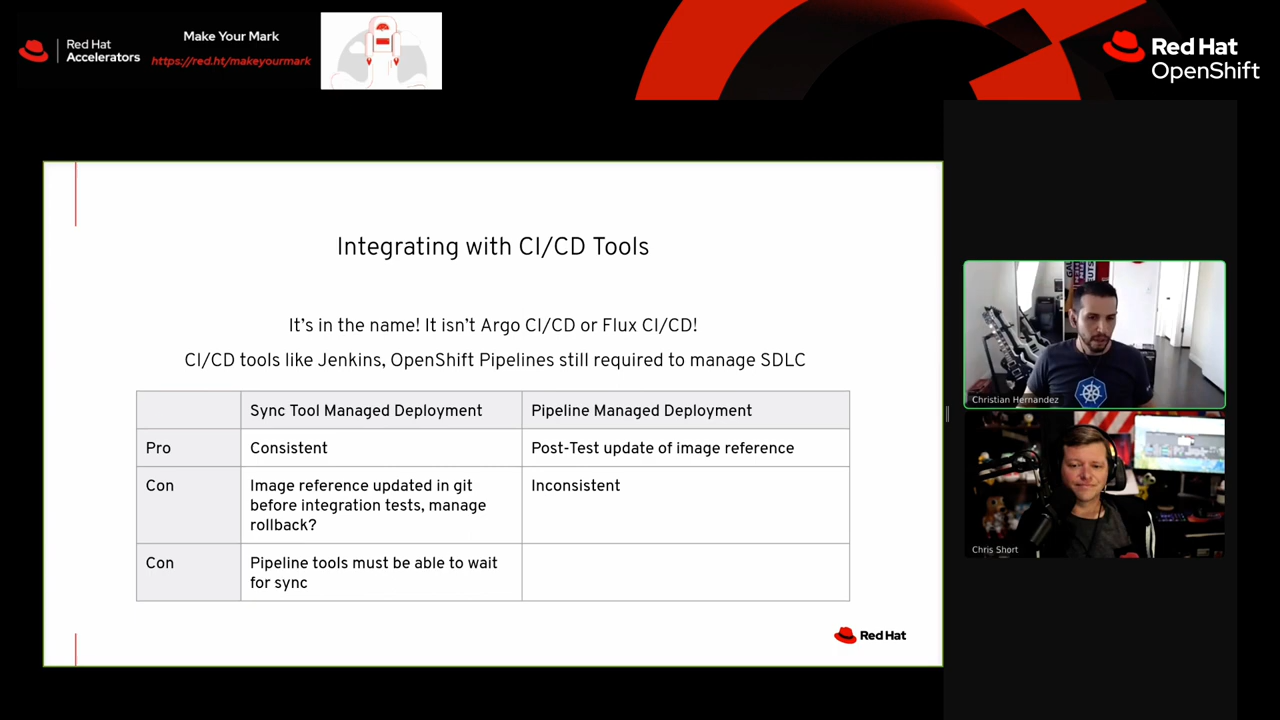 Red Hat
Accelerators
Make Your Mark
https://red.ht/makeyourmark
Red Hat
OpenShift
Integrating with CI/CD Tools
It's in the name! It isn't Argo CI/CD or Flux CI/CD!
CI/CD tools like Jenkins, OpenShift Pipelines still required to manage SDLC
Sync Tool Managed Deployment
Pipeline Managed Deployment
Pro
Consistent
Post-Test update of image reference
Con
Image reference updated in git
before integration tests, manage
rollback?
Inconsistent
Con
Pipeline tools must be able to wait
for sync
Red Hat
Christian Hernandez
Chris Short